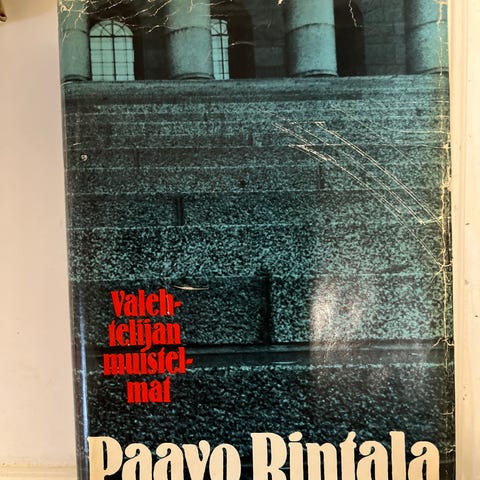 Valeh-
telijan
muistel-
mat
Paavo Rintala